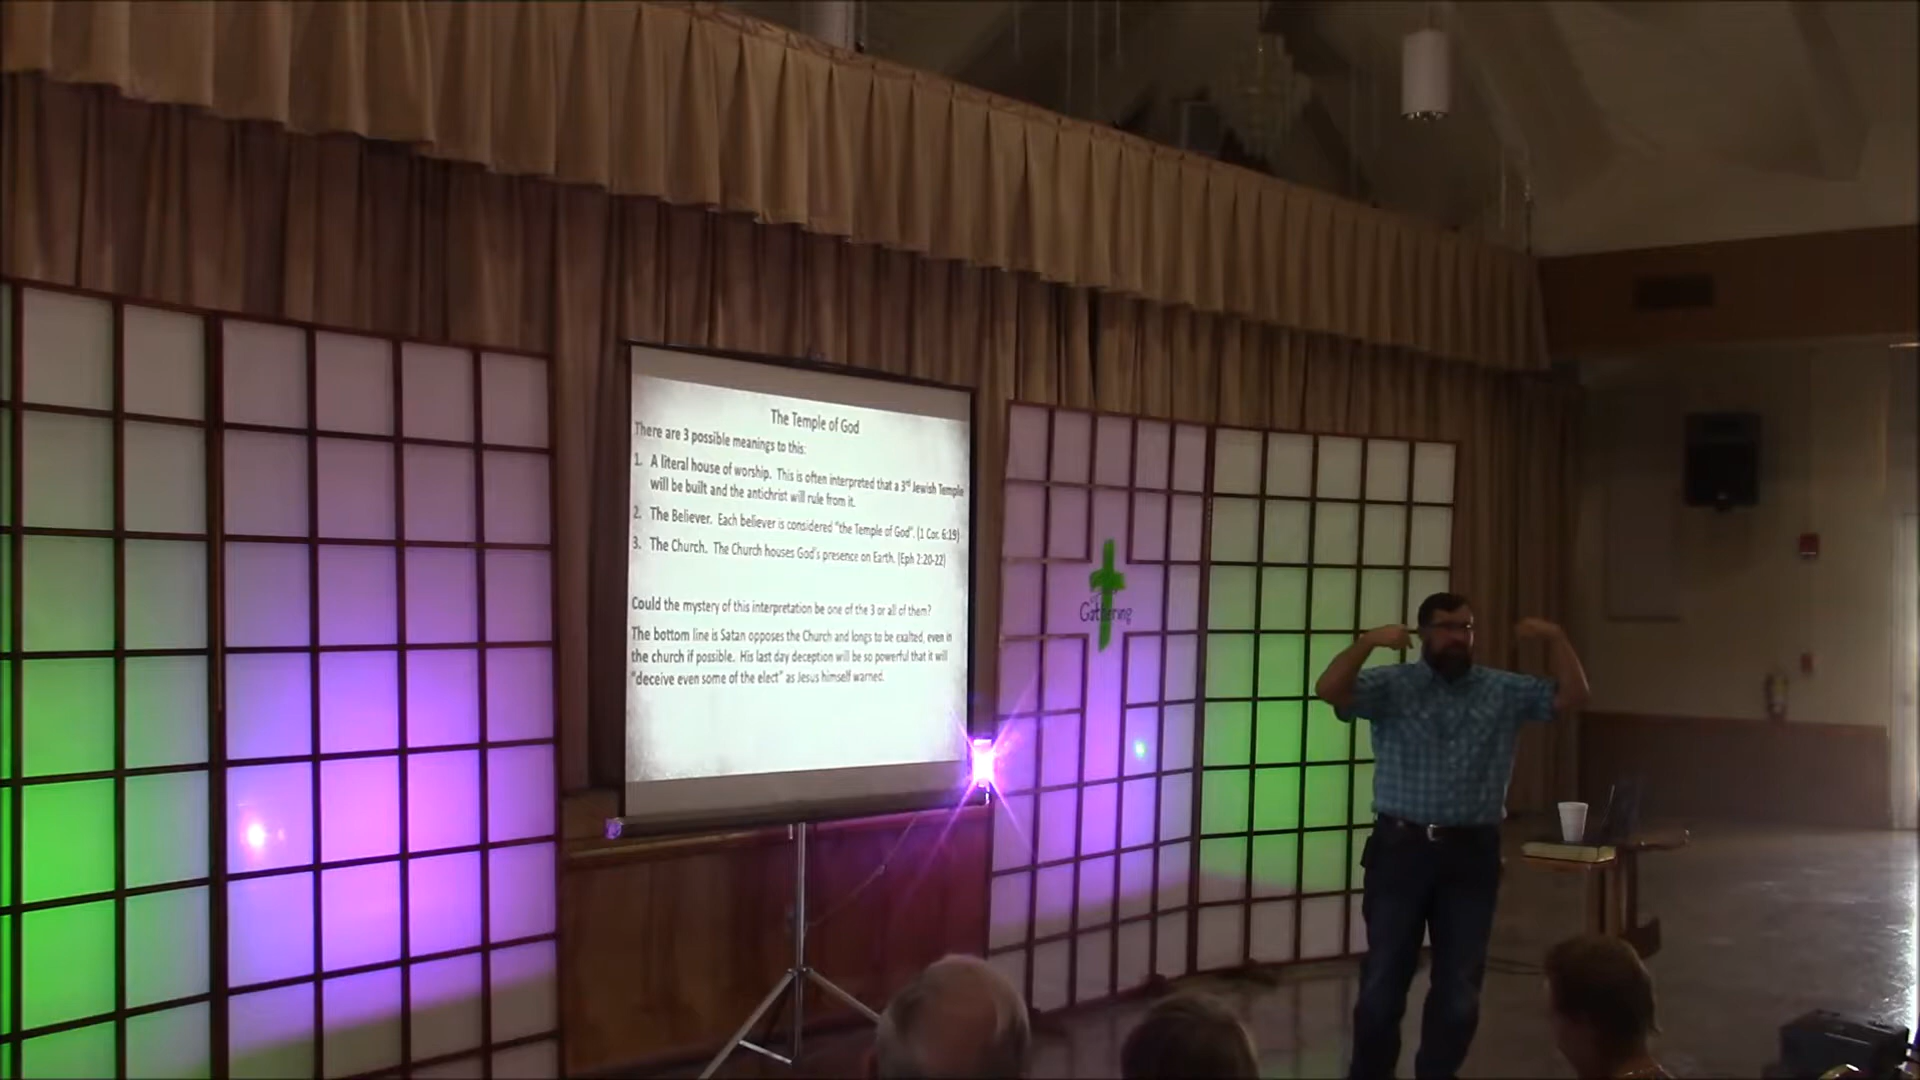 The Temple of God
There are 3 possible meanings to this:
1. A literal house of worship. This is often interpreted that a 3rd Jewish Temple
will be built and the antichrist will rule from it.
2. The Believer. Each believer is considered "the Temple of God". (1 Cor. 6:19)
3. The Church. The Church houses God's presence on Earth. (Eph 2:20-22)
Could the mystery of this interpretation be one of the 3 or all of them?
The bottom line is Satan opposes the Church and longs to be exalted, even in
the church if possible. His last day deception will be so powerful that it will
"deceive even some of the elect" as Jesus himself warned.
Gathering